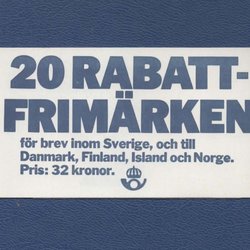 20 RABATT-
FRIMÄRKEN
för brev inom Sverige, och till
Danmark, Finland, Island och Norge.
Pris: 32 kronor.